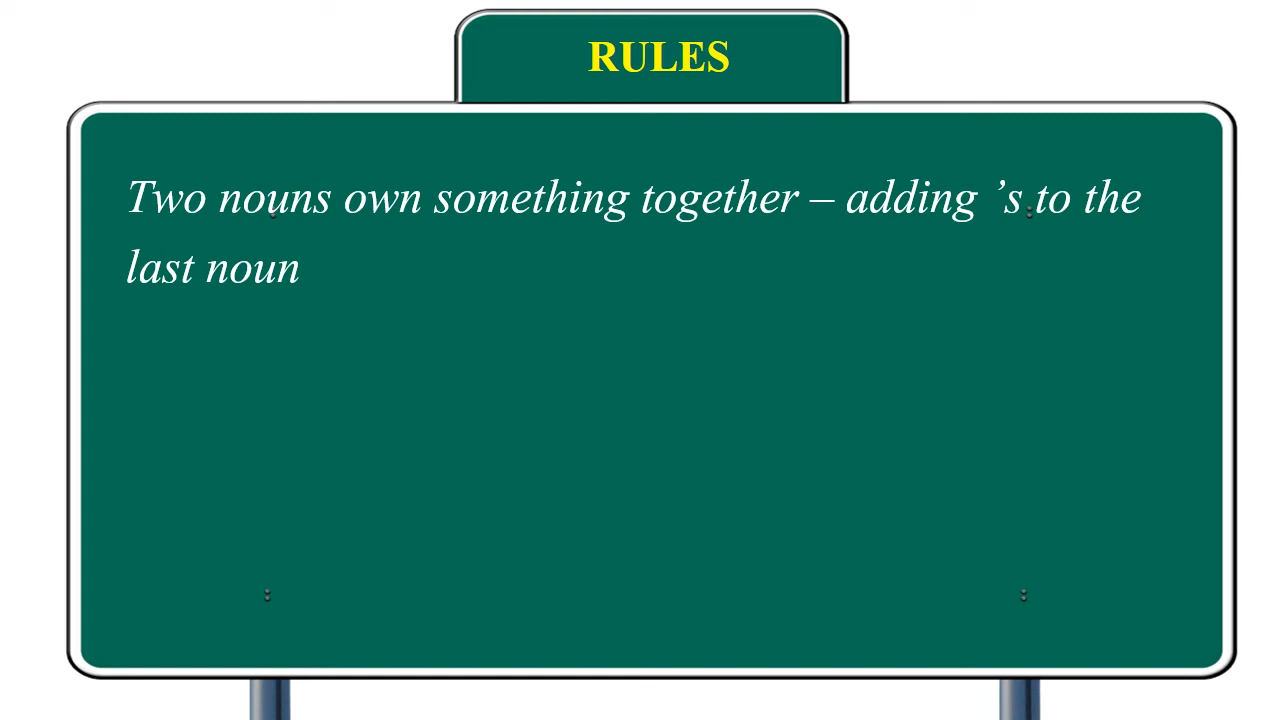 RULES
Two nouns own something together – adding ’s to the
last noun